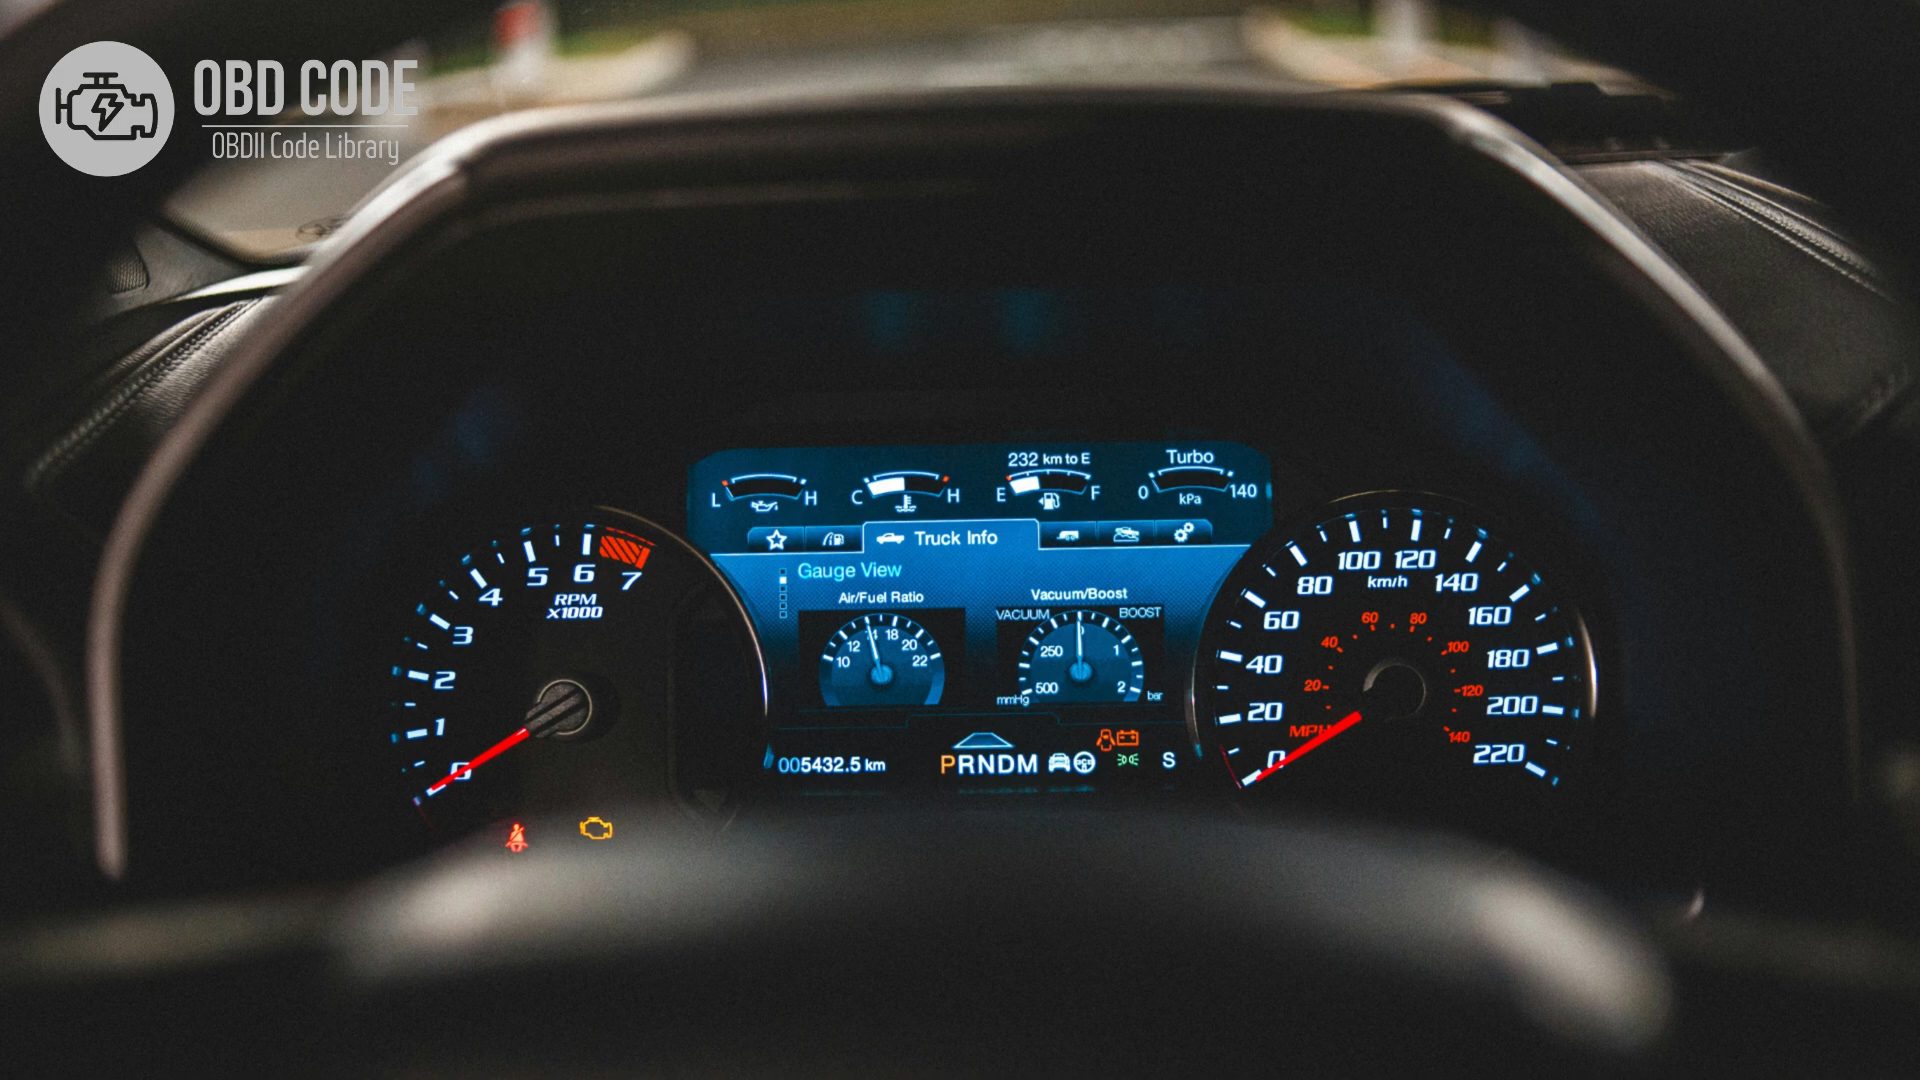 OBD CODE
OBDII Code Library
232 km to E
Turbo
L H
C H
E F
0 140
kPa
Truck Info
Gauge View
Air/Fuel Ratio
10 12 14 18 20 22
Vacuum/Boost
VACUUM BOOST
500 250 0 1 2
mmHg
bar
0 1 2 3 4 5 6 7
RPM
X1000
0 20 40 60 80 100 120 140 160 180 200 220
km/h
20 40 60 80 100 120 140
MPH
005432.5 km
PRNDM
S